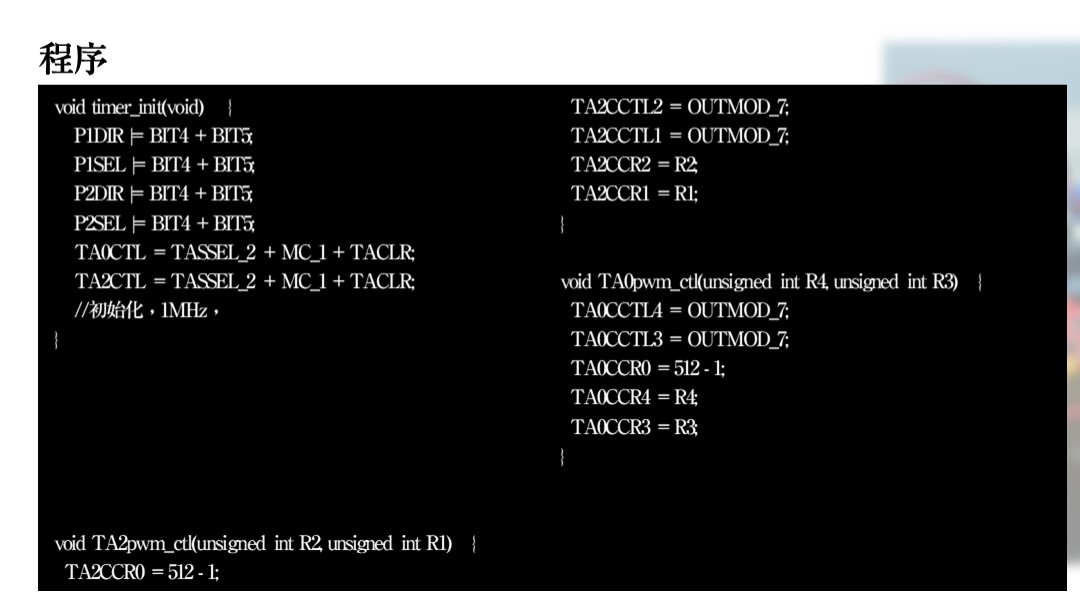 程序
void timer_init(void) {
P1DIR |= BIT4 + BIT5;
P1SEL |= BIT4 + BIT5;
P2DIR |= BIT4 + BIT5;
P2SEL |= BIT4 + BIT5;
TA0CTL = TASSEL_2 + MC_1 + TACLR;
TA2CTL = TASSEL_2 + MC_1 + TACLR;
//初始化，1MHz，
}
void TA2pwm_ctl(unsigned int R2, unsigned int R1) {
TA2CCR0 = 512 - 1;
TA2CCTL2 = OUTMOD_7;
TA2CCTL1 = OUTMOD_7;
TA2CCR2 = R2;
TA2CCR1 = R1;
}
void TA0pwm_ctl(unsigned int R4, unsigned int R3) {
TA0CCTL4 = OUTMOD_7;
TA0CCTL3 = OUTMOD_7;
TA0CCR0 = 512 - 1;
TA0CCR4 = R4;
TA0CCR3 = R3;
}